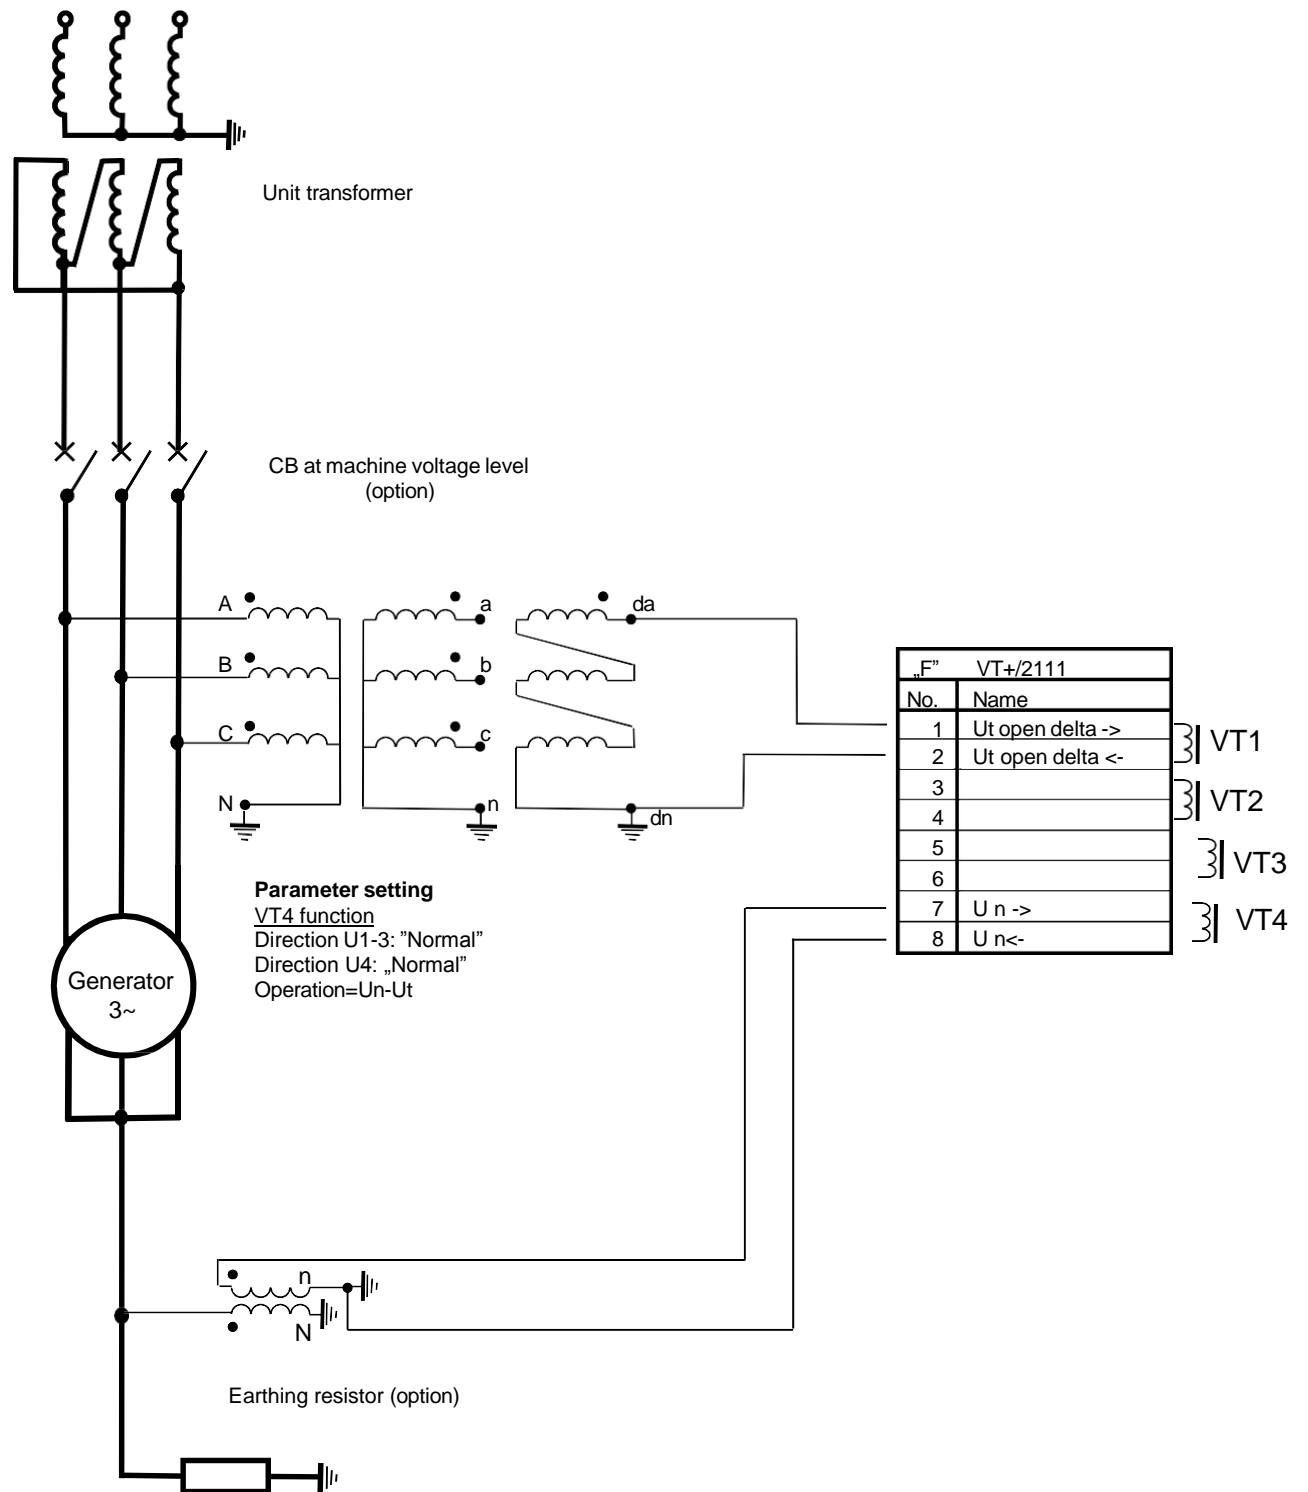 Unit transformer
CB at machine voltage level
(option)
A
a
da
B
b
C
c
N
n
dn
„F” VT+/2111
No. Name
1 Ut open delta ->
2 Ut open delta <-
3
4
5
6
7 U n ->
8 U n<-
VT1
VT2
VT3
VT4
Parameter setting
VT4 function
Direction U1-3: ”Normal”
Direction U4: „Normal”
Operation=Un-Ut
Generator
3~
n
N
Earthing resistor (option)